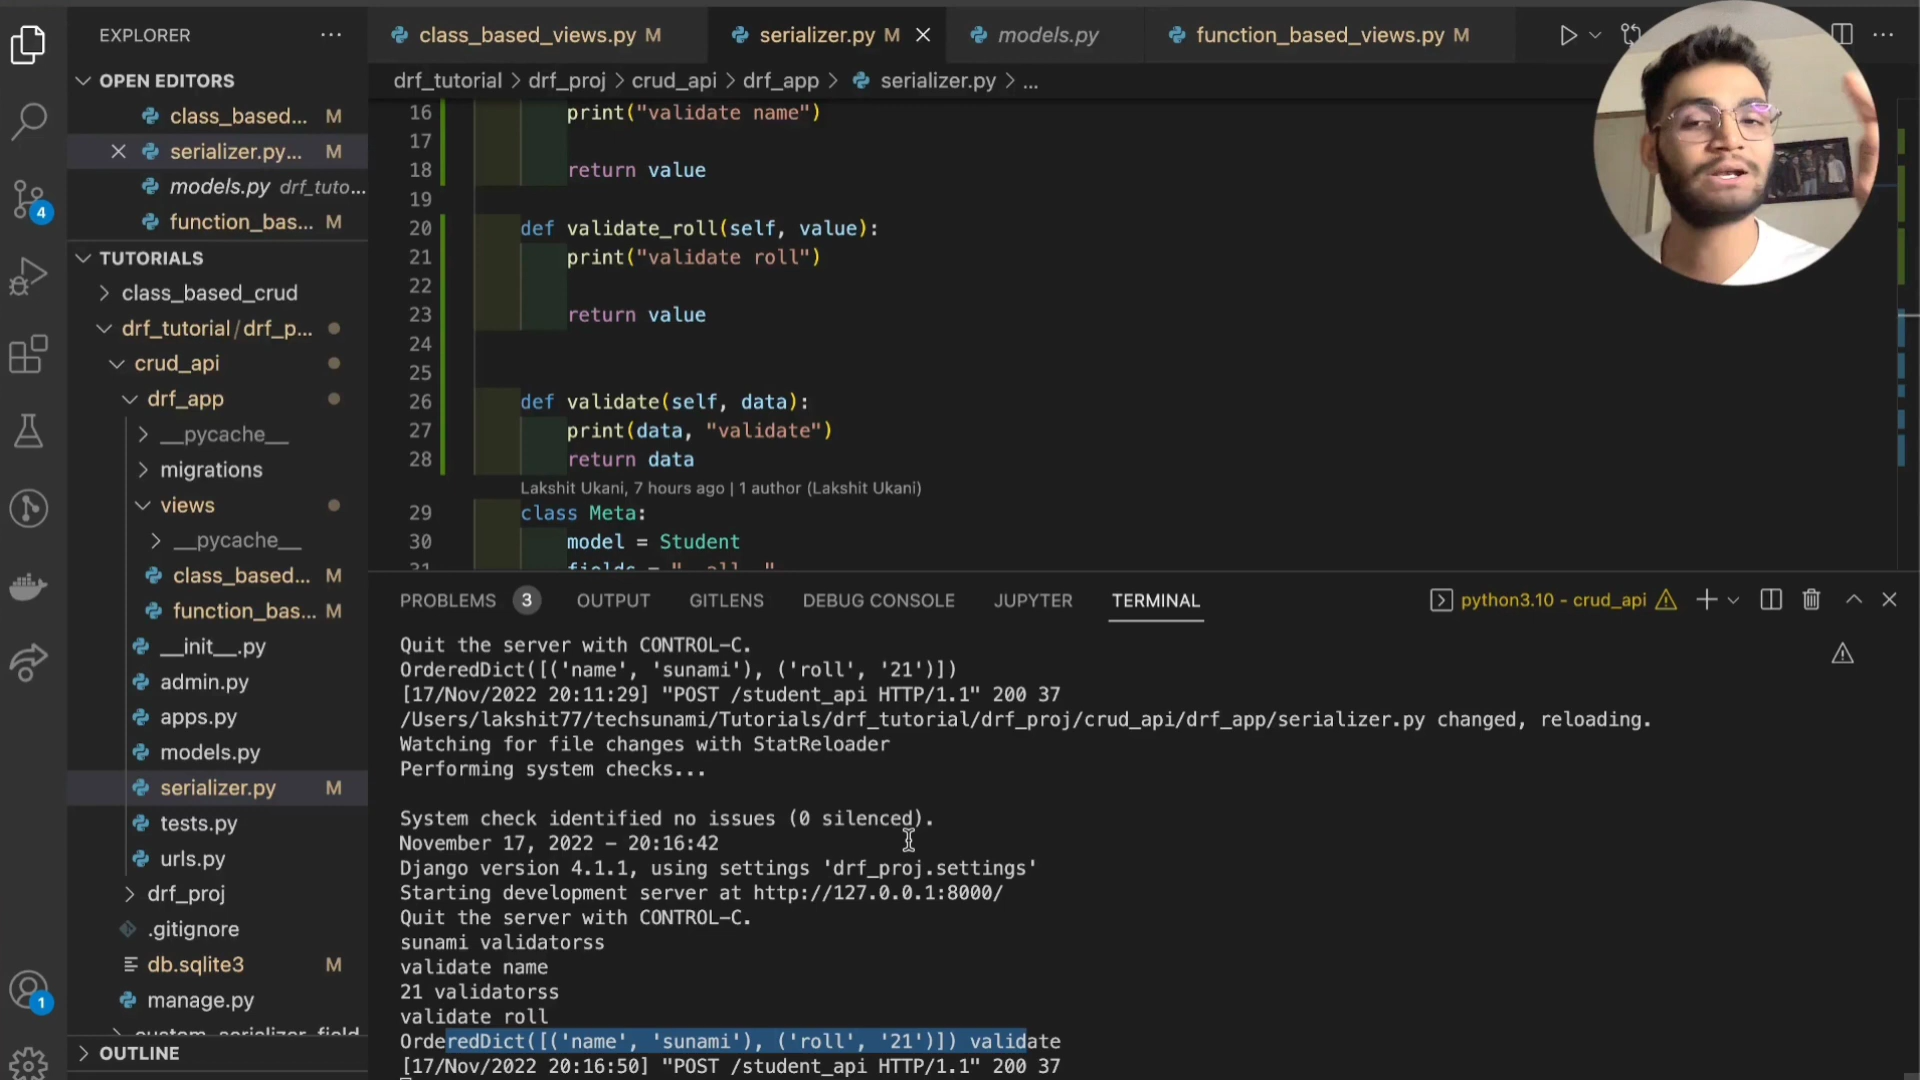 EXPLORER
OPEN EDITORS
class_based... M
serializer.py... M
models.py drf_tuto...
function_bas... M
4
TUTORIALS
class_based_crud
drf_tutorial/drf_p...
crud_api
drf_app
__pycache__
migrations
views
__pycache__
class_based... M
function_bas... M
__init__.py
admin.py
apps.py
models.py
serializer.py M
tests.py
urls.py
drf_proj
.gitignore
db.sqlite3 M
manage.py
custom_serializer_field
1
OUTLINE
class_based_views.py M
serializer.py M
models.py
function_based_views.py M
drf_tutorial > drf_proj > crud_api > drf_app > serializer.py > ...
16 print("validate name")
17
18 return value
19
20 def validate_roll(self, value):
21 print("validate roll")
22
23 return value
24
25
26 def validate(self, data):
27 print(data, "validate")
28 return data
Lakshit Ukani, 7 hours ago | 1 author (Lakshit Ukani)
29 class Meta:
30 model = Student
31 fields = "__all__"
PROBLEMS 3 OUTPUT GITLENS DEBUG CONSOLE JUPYTER TERMINAL
python3.10 - crud_api
Quit the server with CONTROL-C.
OrderedDict([('name', 'sunami'), ('roll', '21')])
[17/Nov/2022 20:11:29] "POST /student_api HTTP/1.1" 200 37
/Users/lakshit77/techsunami/Tutorials/drf_tutorial/drf_proj/crud_api/drf_app/serializer.py changed, reloading.
Watching for file changes with StatReloader
Performing system checks...
System check identified no issues (0 silenced).
November 17, 2022 - 20:16:42
Django version 4.1.1, using settings 'drf_proj.settings'
Starting development server at http://127.0.0.1:8000/
Quit the server with CONTROL-C.
sunami validatorss
validate name
21 validatorss
validate roll
OrderedDict([('name', 'sunami'), ('roll', '21')]) validate
[17/Nov/2022 20:16:50] "POST /student_api HTTP/1.1" 200 37